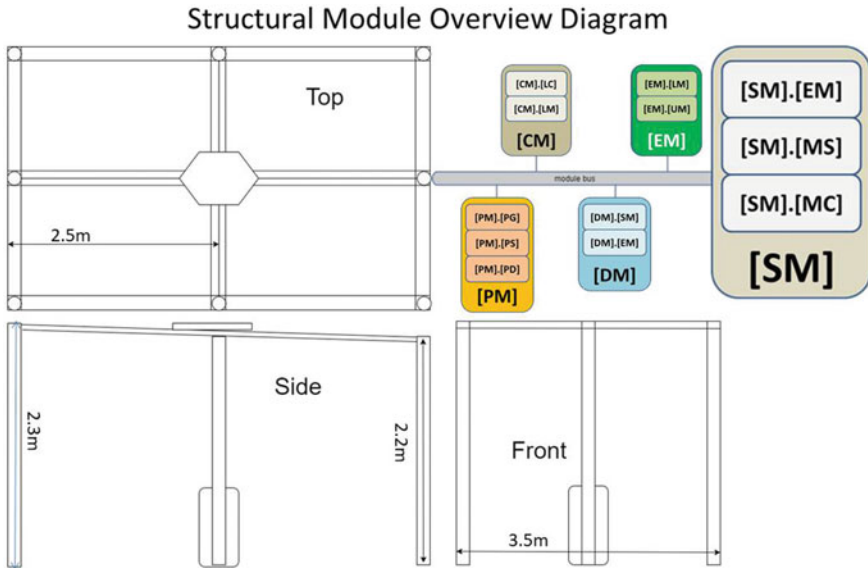 Structural Module Overview Diagram
Top
2.5m
[CM].[LC]
[CM].[LM]
[CM]
[EM].[LM]
[EM].[UM]
[EM]
module bus
[PM].[PG]
[PM].[PS]
[PM].[PD]
[PM]
[DM].[SM]
[DM].[EM]
[DM]
[SM].[EM]
[SM].[MS]
[SM].[MC]
[SM]
Side
2.3m
2.2m
Front
3.5m